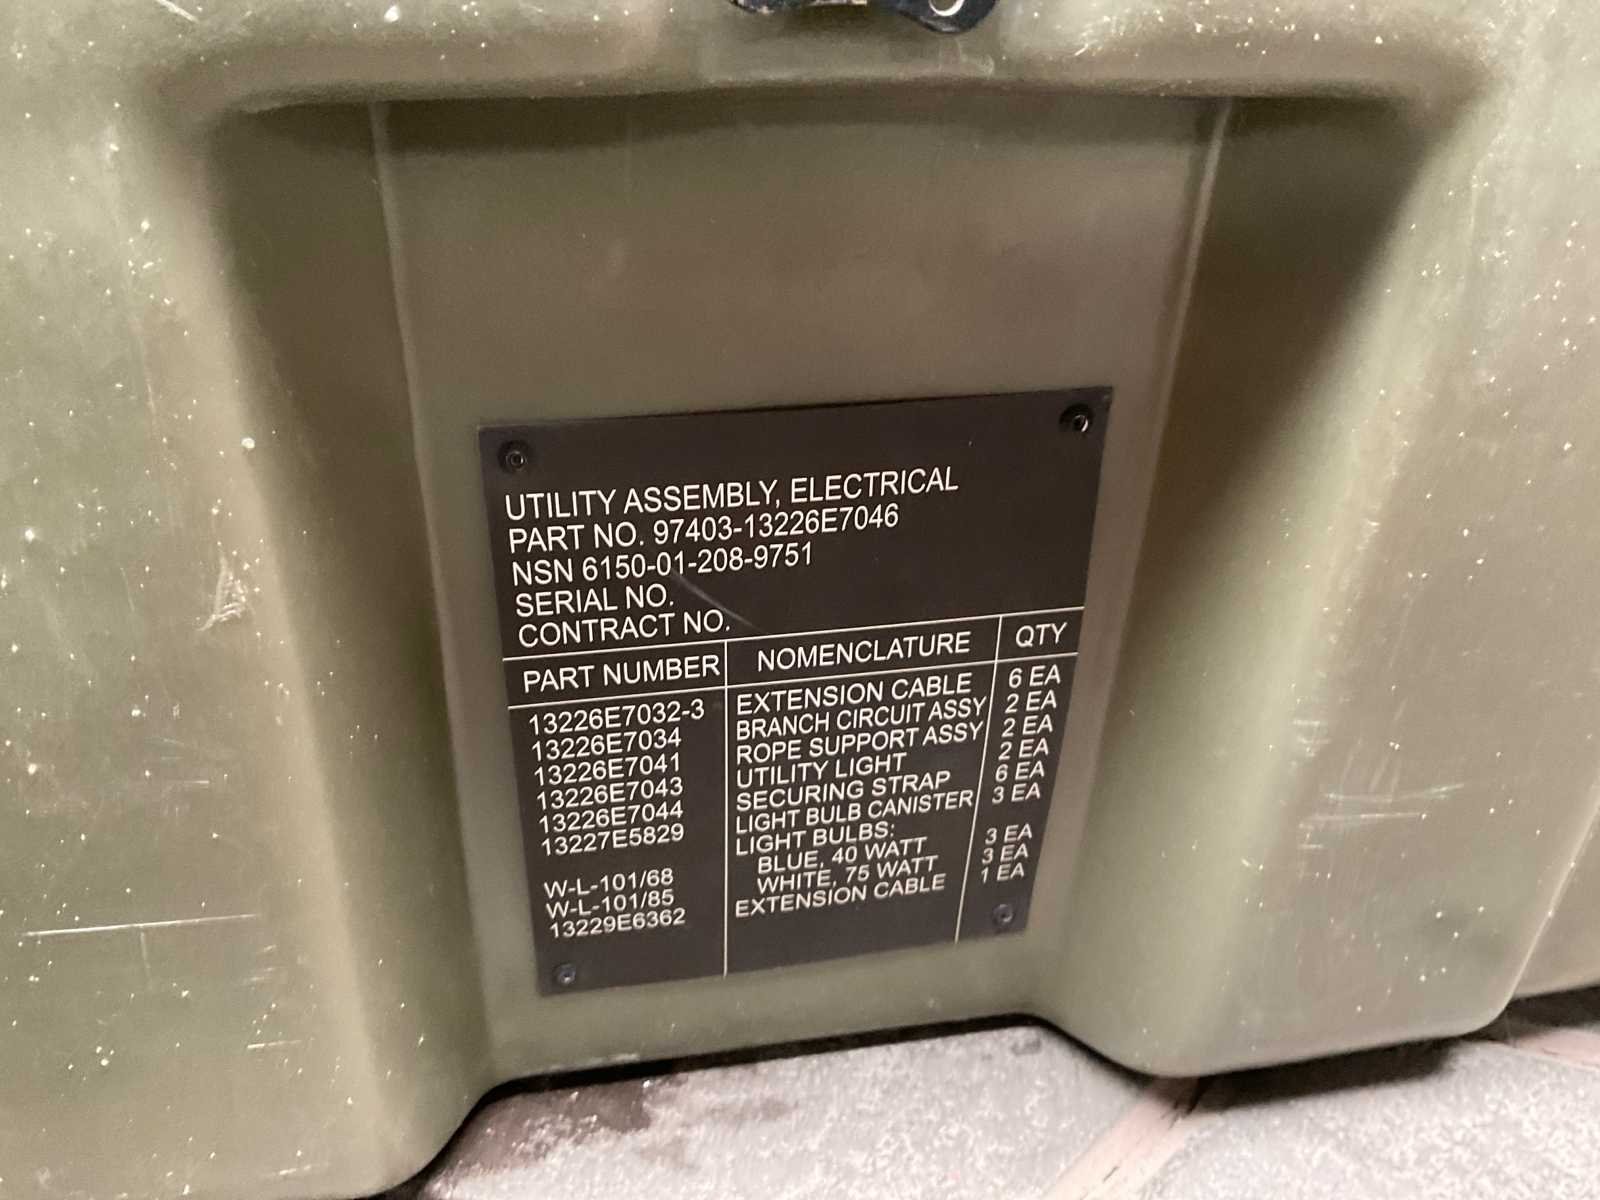 UTILITY ASSEMBLY, ELECTRICAL
PART NO. 97403-13226E7046
NSN 6150-01-208-9751
SERIAL NO.
CONTRACT NO.
PART NUMBER NOMENCLATURE QTY
13226E7032-3 EXTENSION CABLE 6 EA
13226E7034 BRANCH CIRCUIT ASSY 2 EA
13226E7041 ROPE SUPPORT ASSY 2 EA
13226E7043 UTILITY LIGHT 2 EA
13226E7044 SECURING STRAP 6 EA
13227E5829 LIGHT BULB CANISTER 3 EA
LIGHT BULBS:
W-L-101/68 BLUE, 40 WATT 3 EA
W-L-101/85 WHITE, 75 WATT 3 EA
13229E6362 EXTENSION CABLE 1 EA